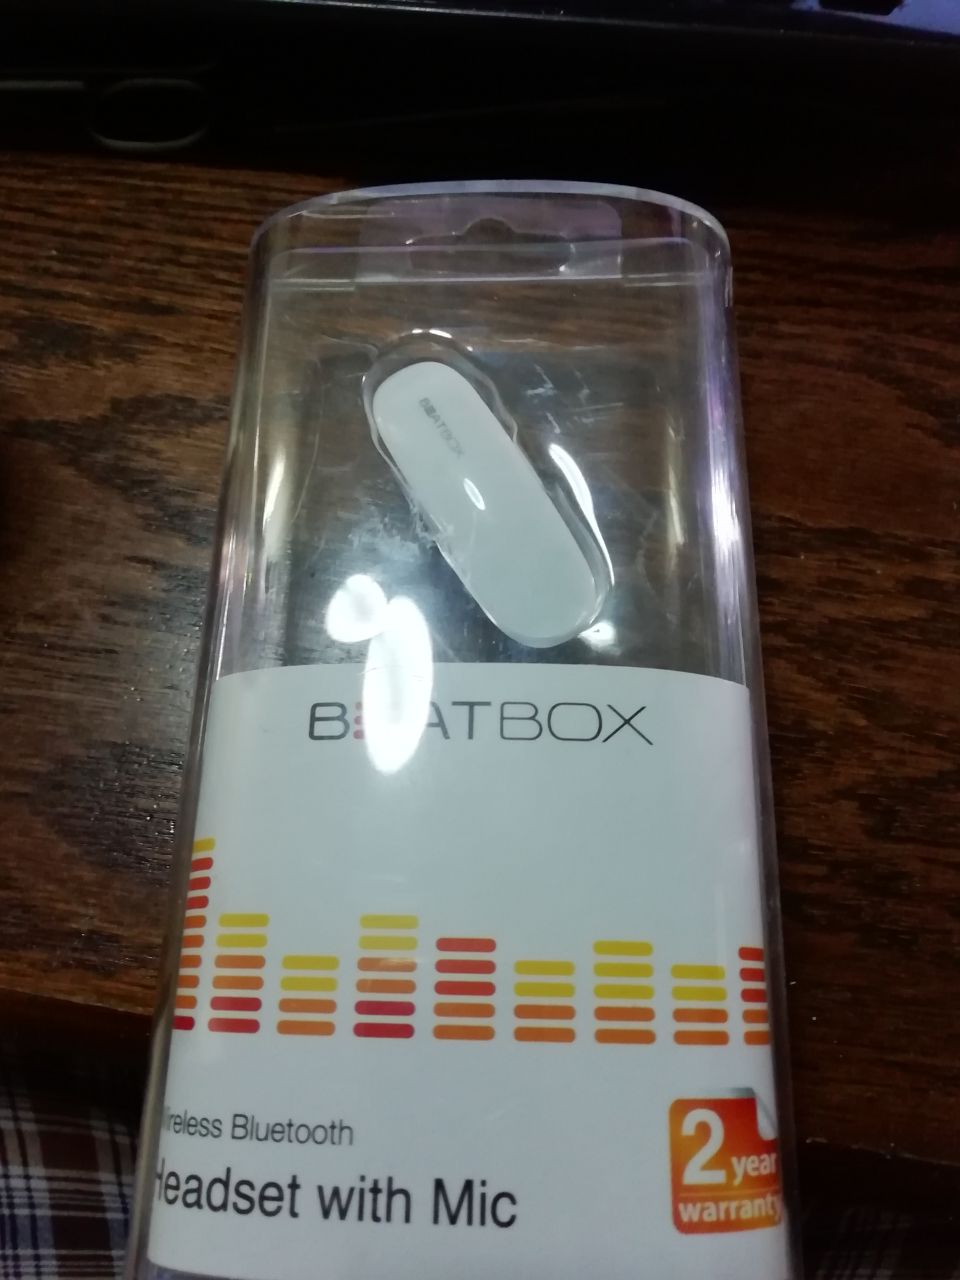 BEATBOX
BEATBOX
Wireless Bluetooth
Headset with Mic
2 year
warranty